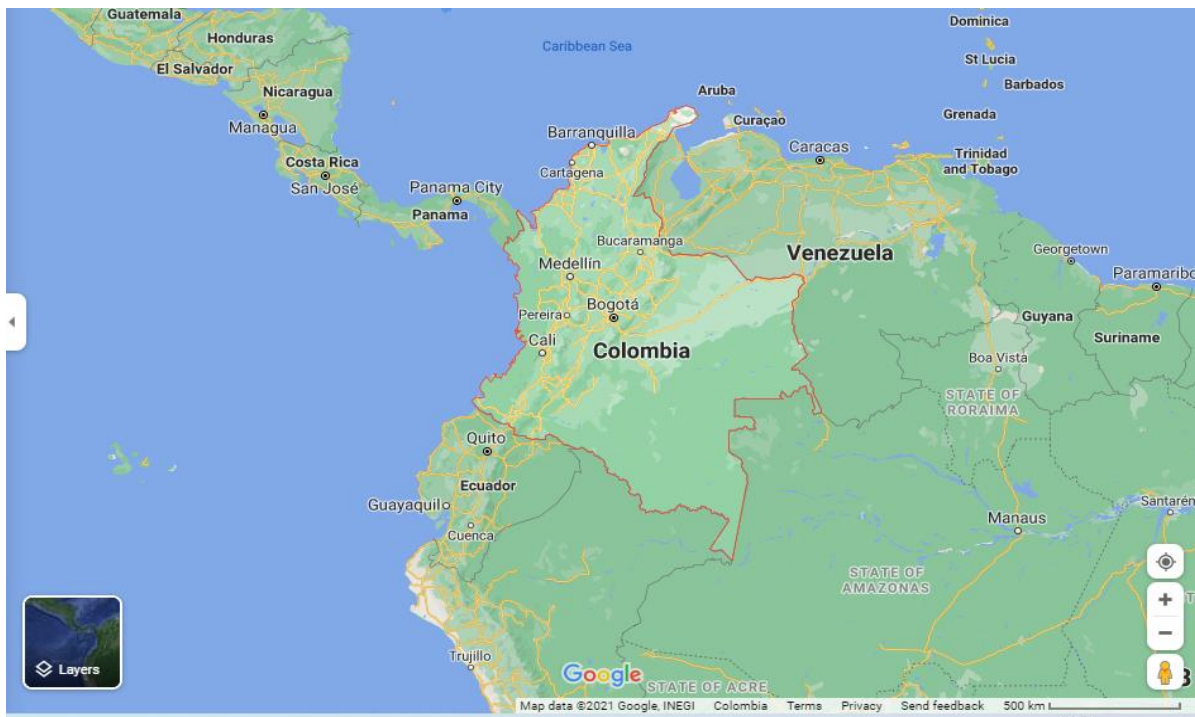 Guatemala
Honduras
Caribbean Sea
Dominica
El Salvador
St Lucia
Nicaragua
Aruba
Barbados
Managua
Curaçao
Grenada
Barranquilla
Caracas
Costa Rica
Cartagena
Trinidad
and Tobago
San José
Panama City
Panama
Bucaramanga
Venezuela
Georgetown
Medellín
Paramaribo
Bogotá
Pereira
Guyana
Cali
Colombia
Suriname
Boa Vista
STATE OF
RORAIMA
Quito
Ecuador
Guayaquil
Santarém
Manaus
Cuenca
STATE OF
AMAZONAS
Layers
Trujillo
Google
STATE OF ACRE
Map data ©2021 Google, INEGI Colombia Terms Privacy Send feedback 500 km